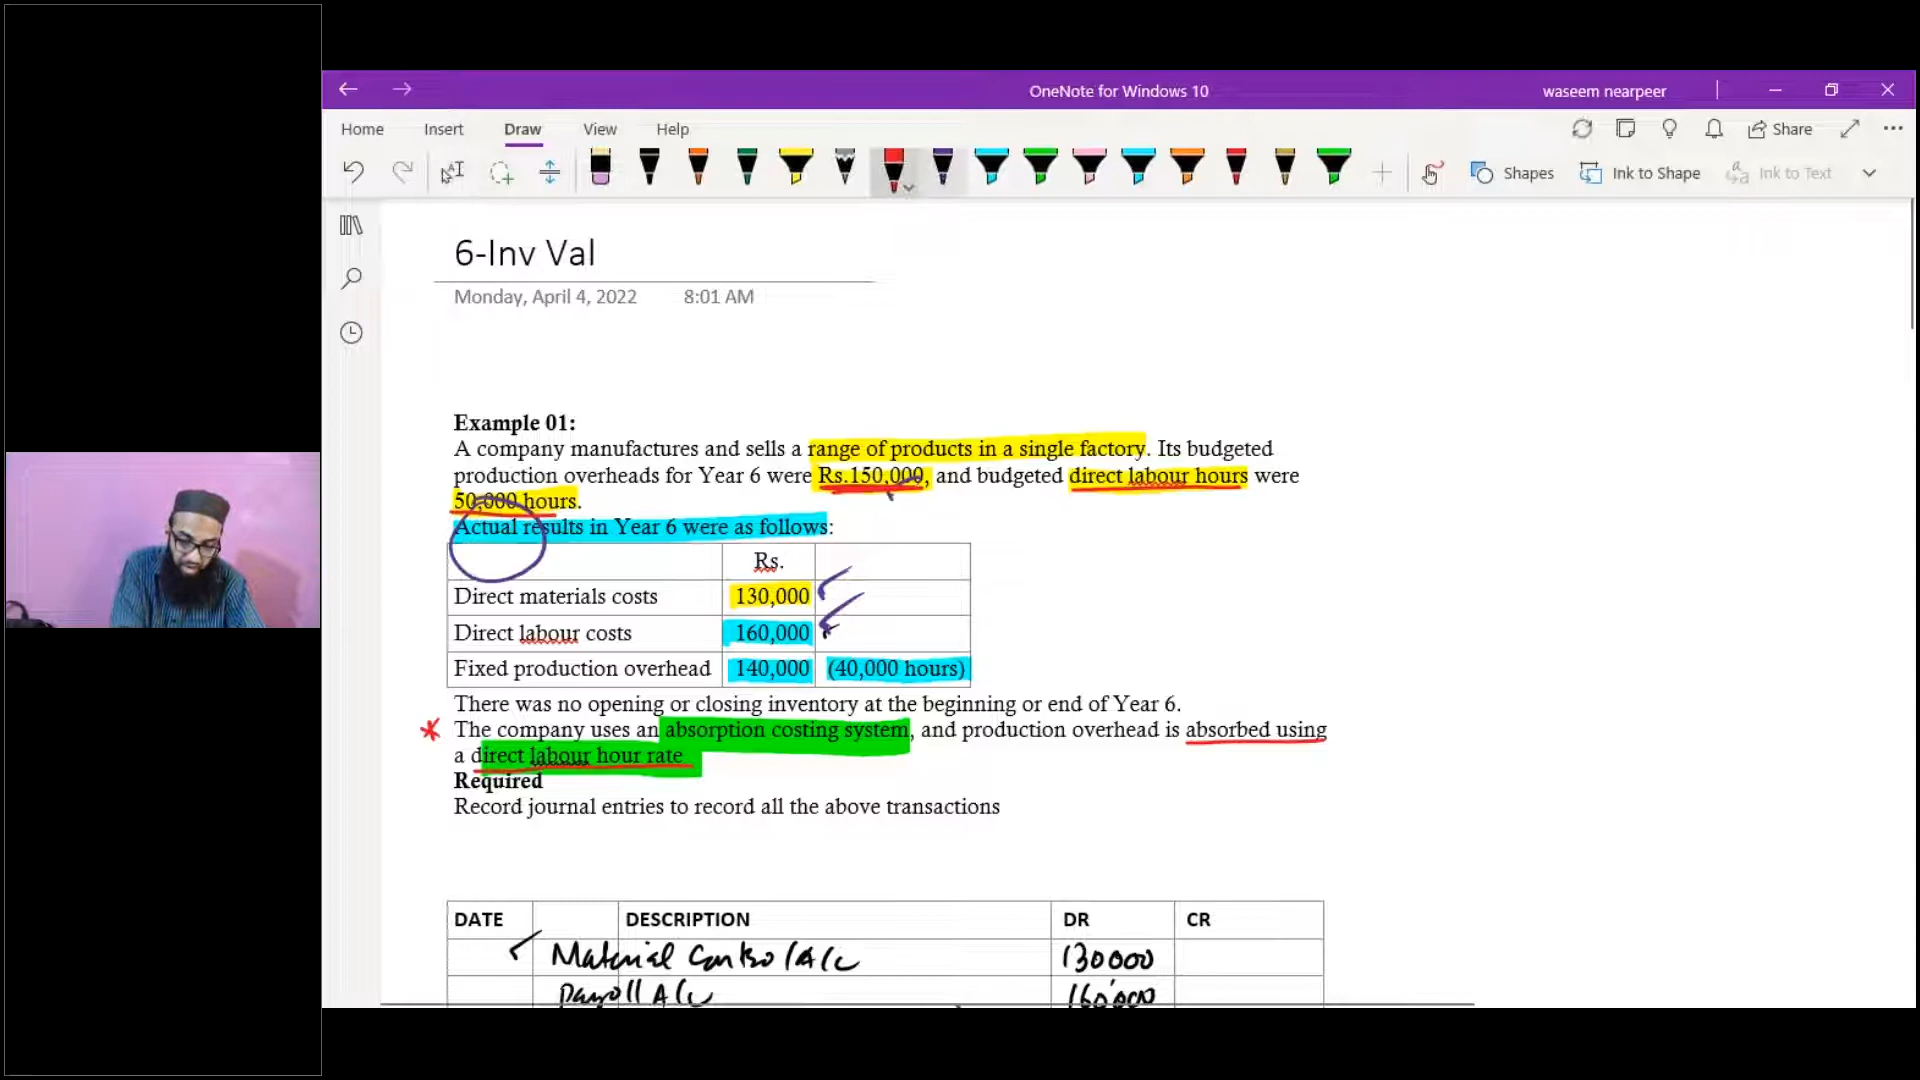 OneNote for Windows 10
waseem nearpeer
Home Insert Draw View Help
Share
Shapes Ink to Shape Ink to Text
6-Inv Val
Monday, April 4, 2022 8:01 AM
Example 01:
A company manufactures and sells a range of products in a single factory. Its budgeted
production overheads for Year 6 were Rs.150,000, and budgeted direct labour hours were
50,000 hours.
Actual results in Year 6 were as follows:
Rs.
Direct materials costs 130,000
Direct labour costs 160,000
Fixed production overhead 140,000 (40,000 hours)
There was no opening or closing inventory at the beginning or end of Year 6.
The company uses an absorption costing system, and production overhead is absorbed using
a direct labour hour rate
Required
Record journal entries to record all the above transactions
DATE DESCRIPTION DR CR
Material Control A/c 130000
Payroll A/c 160'000